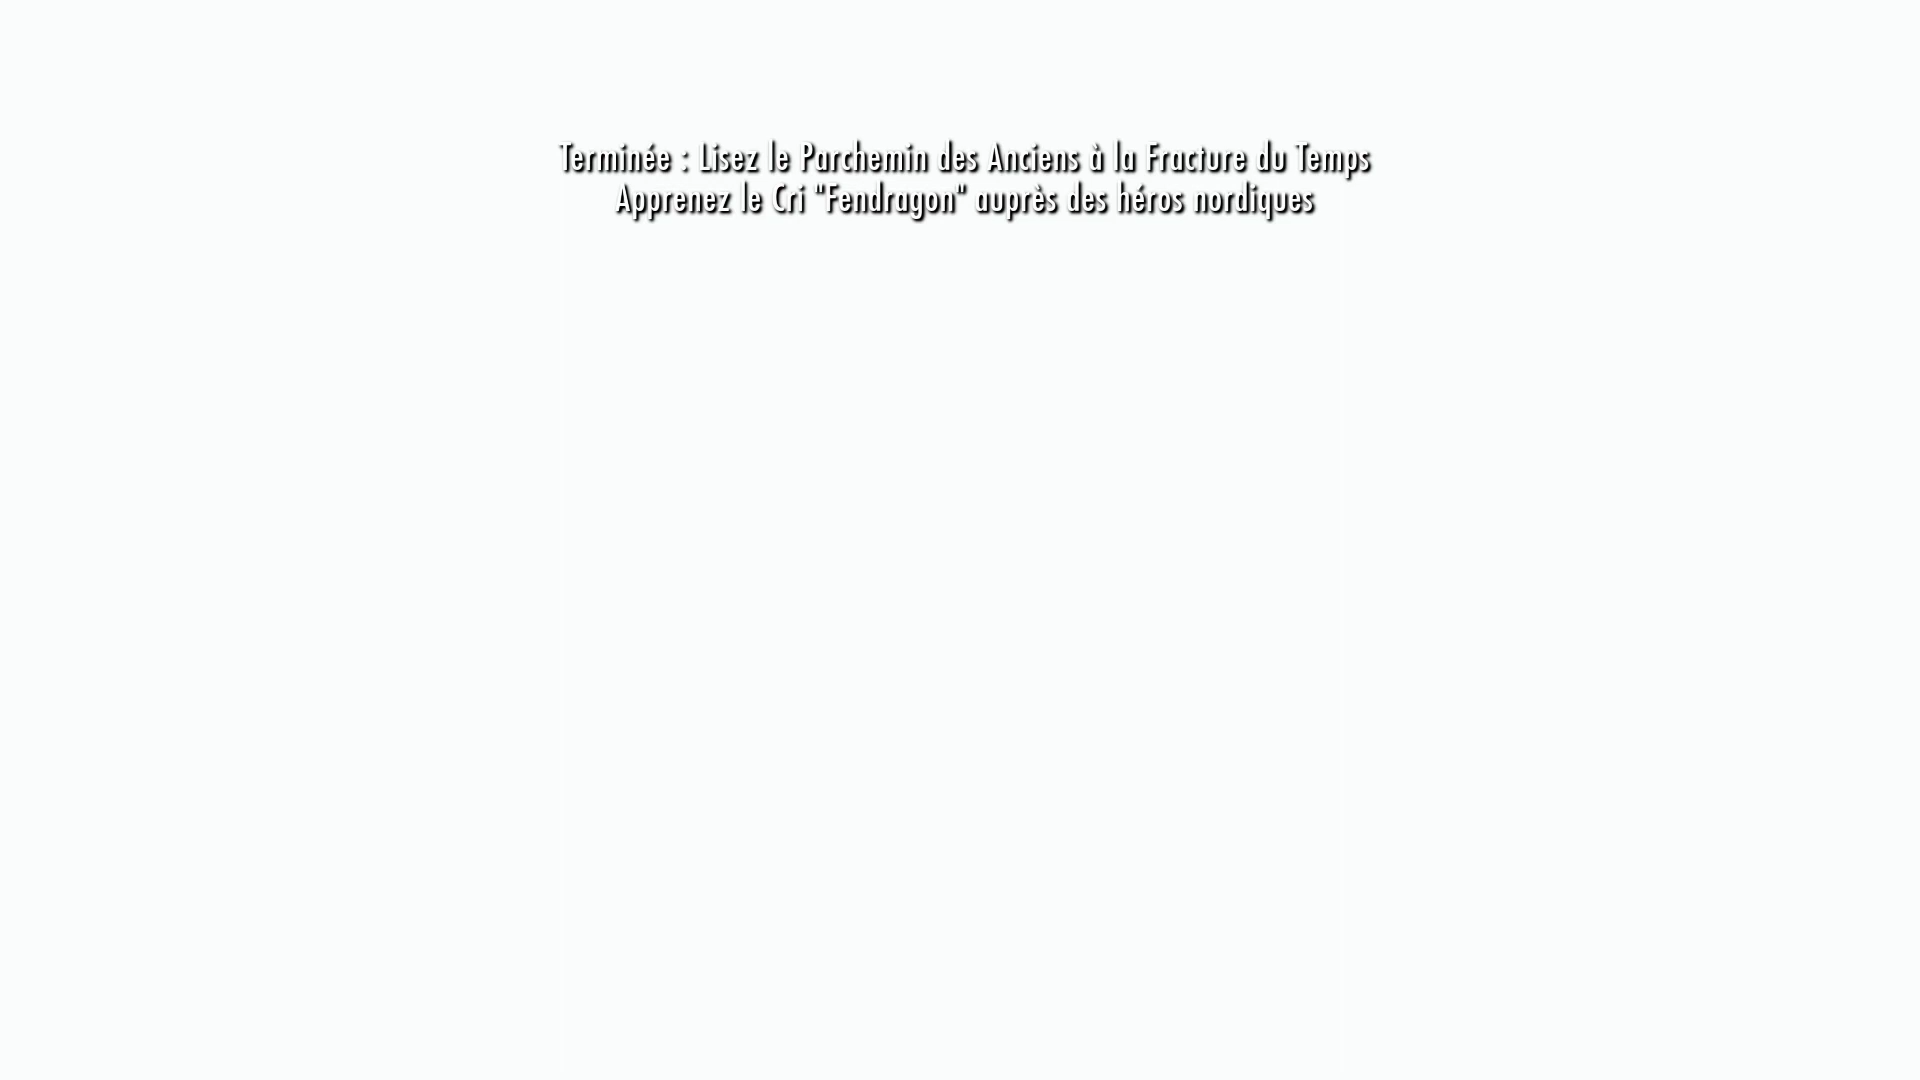 Terminée : Lisez le Parchemin des Anciens à la Fracture du Temps
Apprenez le Cri "Fendragon" auprès des héros nordiques